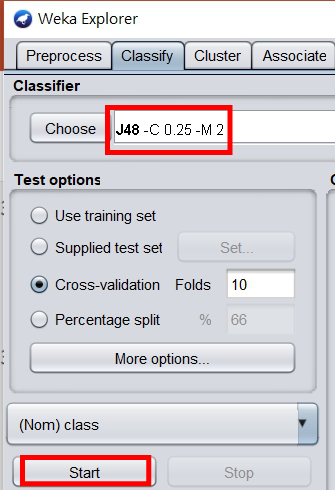 Weka Explorer
Preprocess Classify Cluster Associate
Classifier
Choose J48 -C 0.25 -M 2
Test options
Use training set
Supplied test set Set...
Cross-validation Folds 10
Percentage split % 66
More options...
(Nom) class
Start Stop